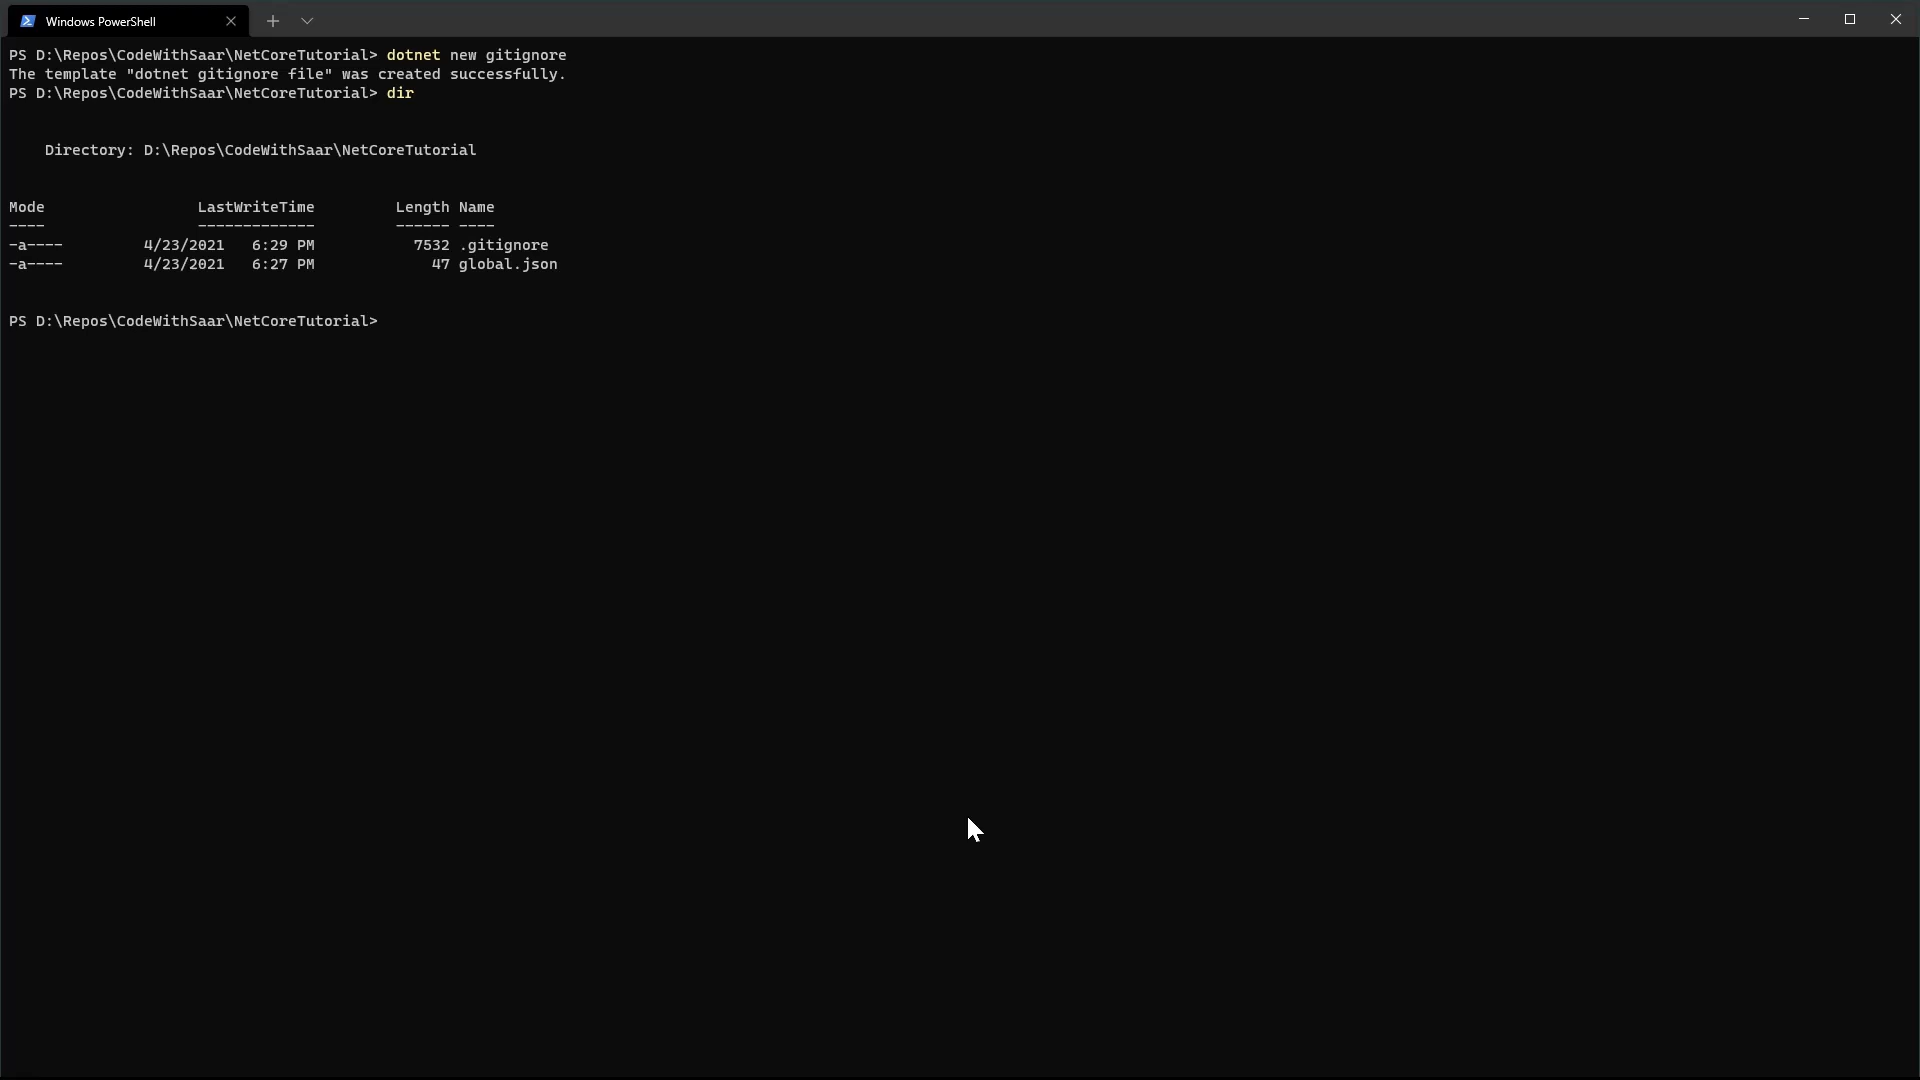 Windows PowerShell
PS D:\Repos\CodeWithSaar\NetCoreTutorial> dotnet new gitignore
The template "dotnet gitignore file" was created successfully.
PS D:\Repos\CodeWithSaar\NetCoreTutorial> dir
Directory: D:\Repos\CodeWithSaar\NetCoreTutorial
Mode                 LastWriteTime         Length Name
----                 -------------         ------ ----
-a----         4/23/2021   6:29 PM           7532 .gitignore
-a----         4/23/2021   6:27 PM             47 global.json
PS D:\Repos\CodeWithSaar\NetCoreTutorial>